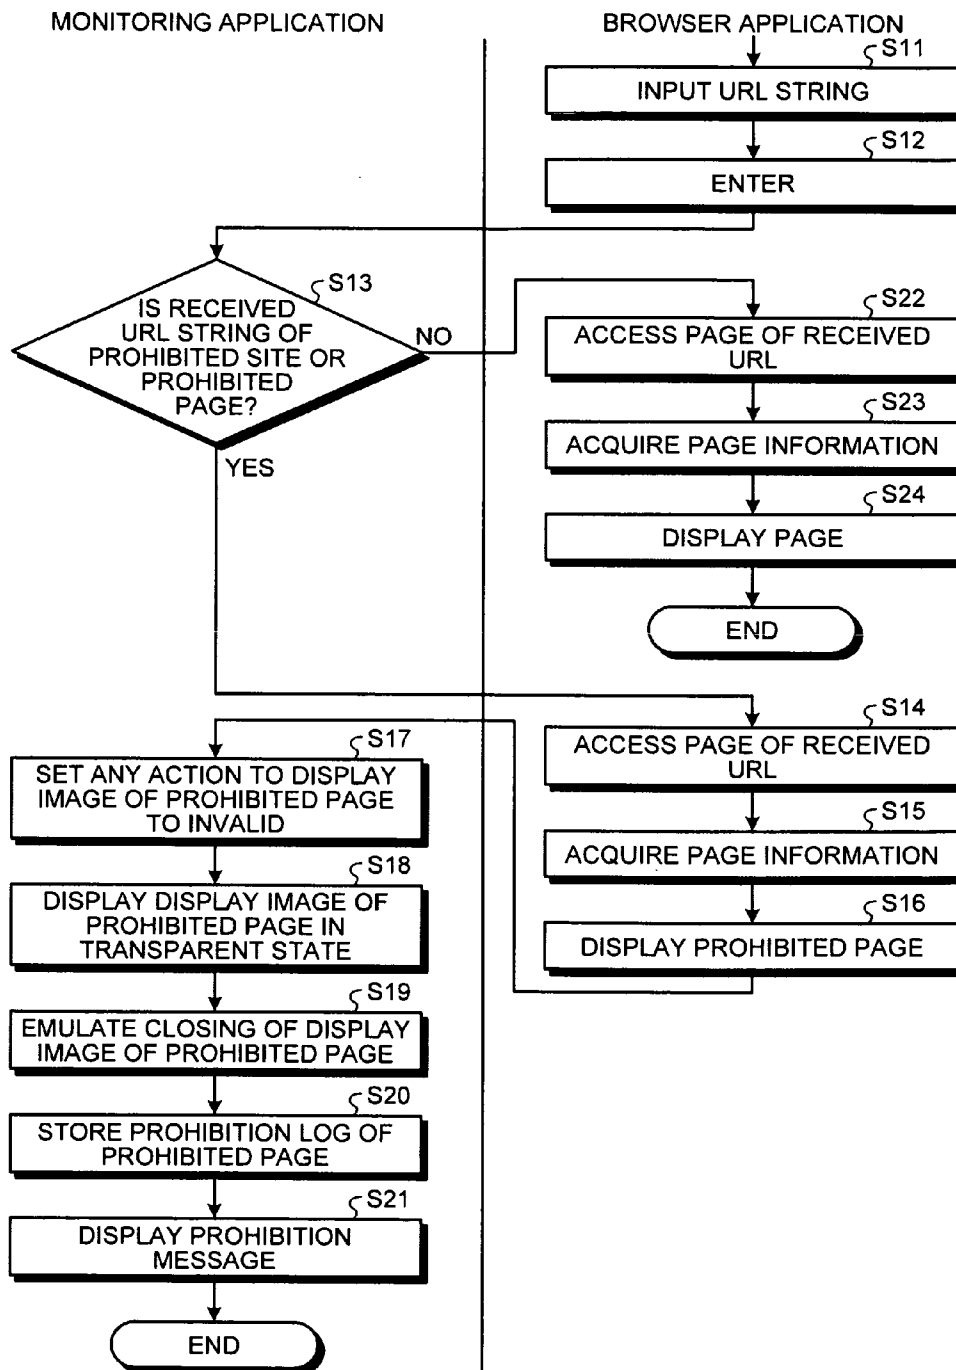 MONITORING APPLICATION
BROWSER APPLICATION
S11
INPUT URL STRING
S12
ENTER
S13
IS RECEIVED
URL STRING OF
PROHIBITED SITE OR
PROHIBITED
PAGE?
NO
YES
S22
ACCESS PAGE OF RECEIVED
URL
S23
ACQUIRE PAGE INFORMATION
S24
DISPLAY PAGE
END
S14
ACCESS PAGE OF RECEIVED
URL
S15
ACQUIRE PAGE INFORMATION
S16
DISPLAY PROHIBITED PAGE
S17
SET ANY ACTION TO DISPLAY
IMAGE OF PROHIBITED PAGE
TO INVALID
S18
DISPLAY DISPLAY IMAGE OF
PROHIBITED PAGE IN
TRANSPARENT STATE
S19
EMULATE CLOSING OF DISPLAY
IMAGE OF PROHIBITED PAGE
S20
STORE PROHIBITION LOG OF
PROHIBITED PAGE
S21
DISPLAY PROHIBITION
MESSAGE
END